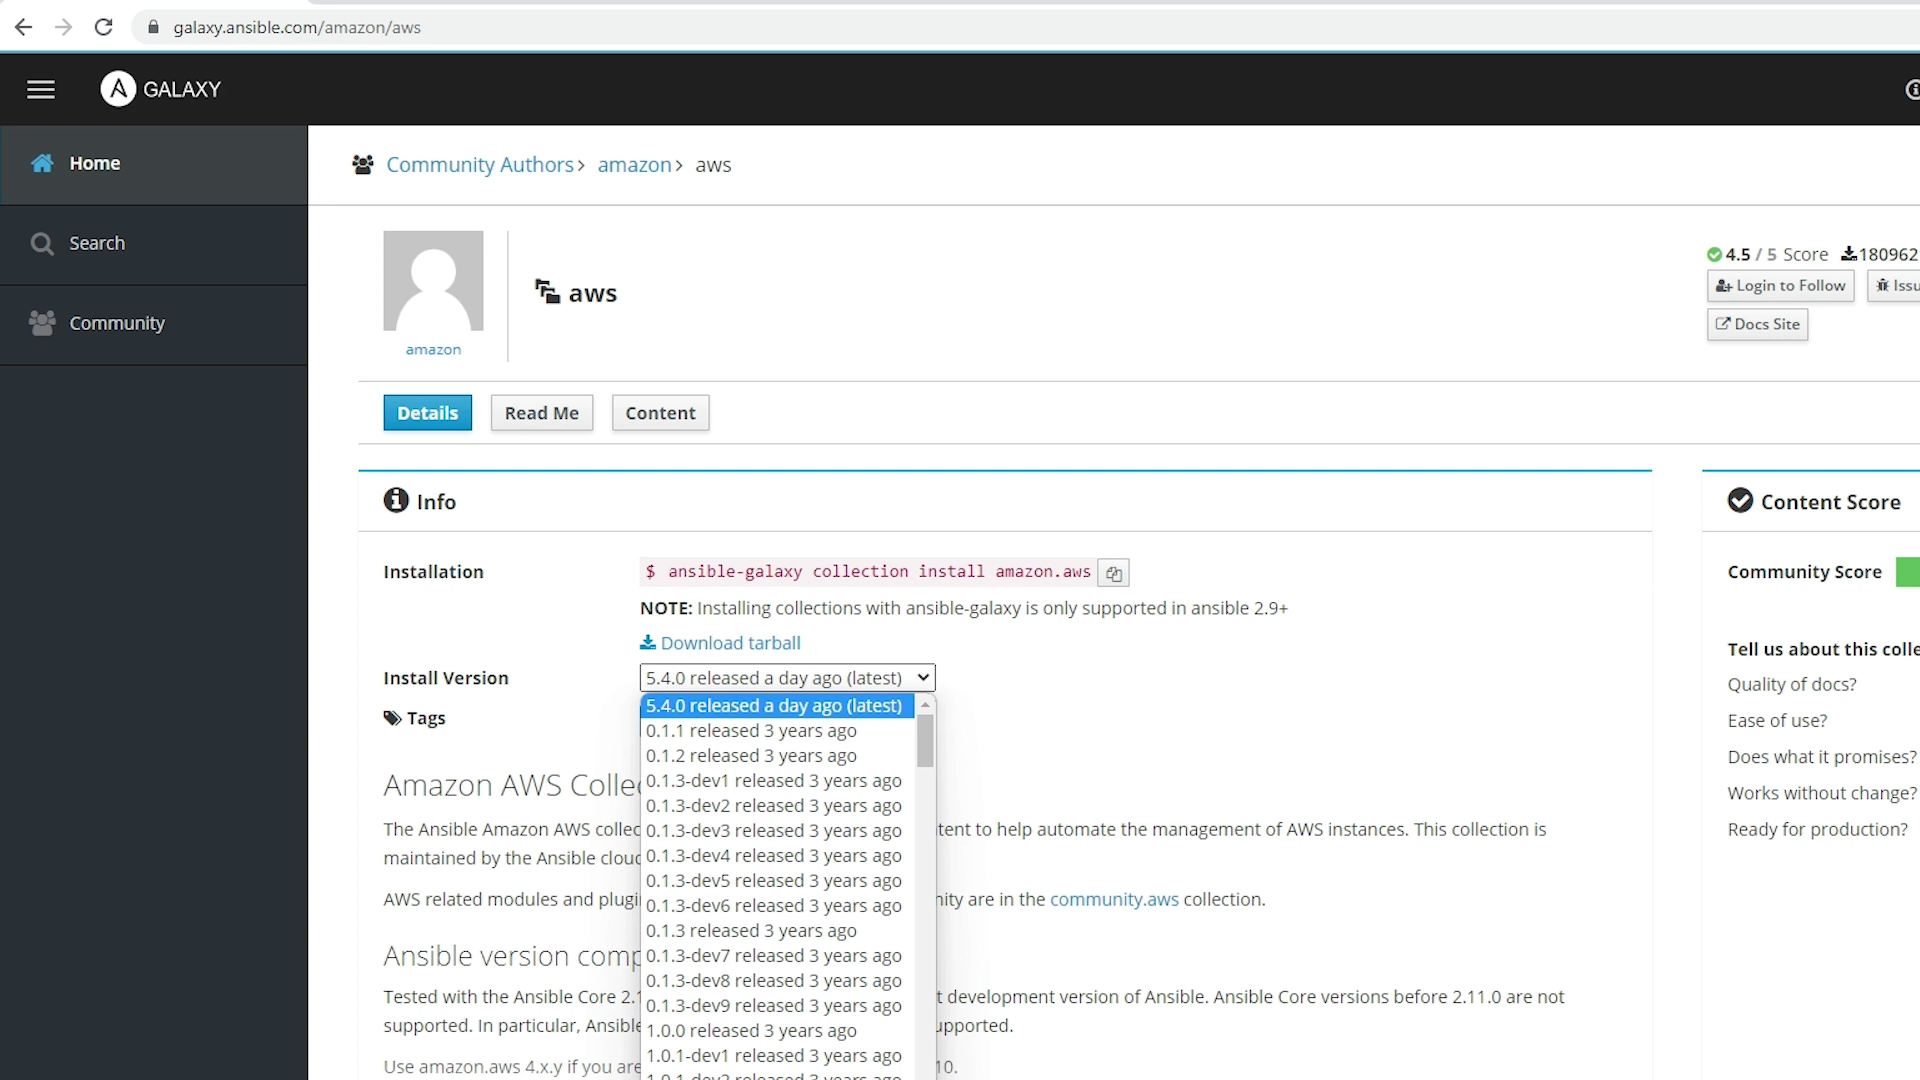 galaxy.ansible.com/amazon/aws
GALAXY
Home
Search
Community
Community Authors > amazon > aws
amazon
aws
4.5 / 5 Score 180962
Login to Follow
Docs Site
Details Read Me Content
Info
Installation $ ansible-galaxy collection install amazon.aws
NOTE: Installing collections with ansible-galaxy is only supported in ansible 2.9+
Download tarball
Install Version 5.4.0 released a day ago (latest)
Tags
5.4.0 released a day ago (latest)
0.1.1 released 3 years ago
0.1.2 released 3 years ago
0.1.3-dev1 released 3 years ago
0.1.3-dev2 released 3 years ago
0.1.3-dev3 released 3 years ago
0.1.3-dev4 released 3 years ago
0.1.3-dev5 released 3 years ago
0.1.3-dev6 released 3 years ago
0.1.3 released 3 years ago
0.1.3-dev7 released 3 years ago
0.1.3-dev8 released 3 years ago
0.1.3-dev9 released 3 years ago
1.0.0 released 3 years ago
1.0.1-dev1 released 3 years ago
Amazon AWS
The Ansible Amazon AWS to help automate the management of AWS instances. This collection is
maintained by the Ansible
AWS related modules and are in the community.aws collection.
Ansible version
Tested with the Ansible Core development version of Ansible. Ansible Core versions before 2.11.0 are not
supported. In particular,
Use amazon.aws 4.x.y if you are
Content Score
Community Score
Tell us about this
Quality of docs?
Ease of use?
Does what it promises?
Works without change?
Ready for production?